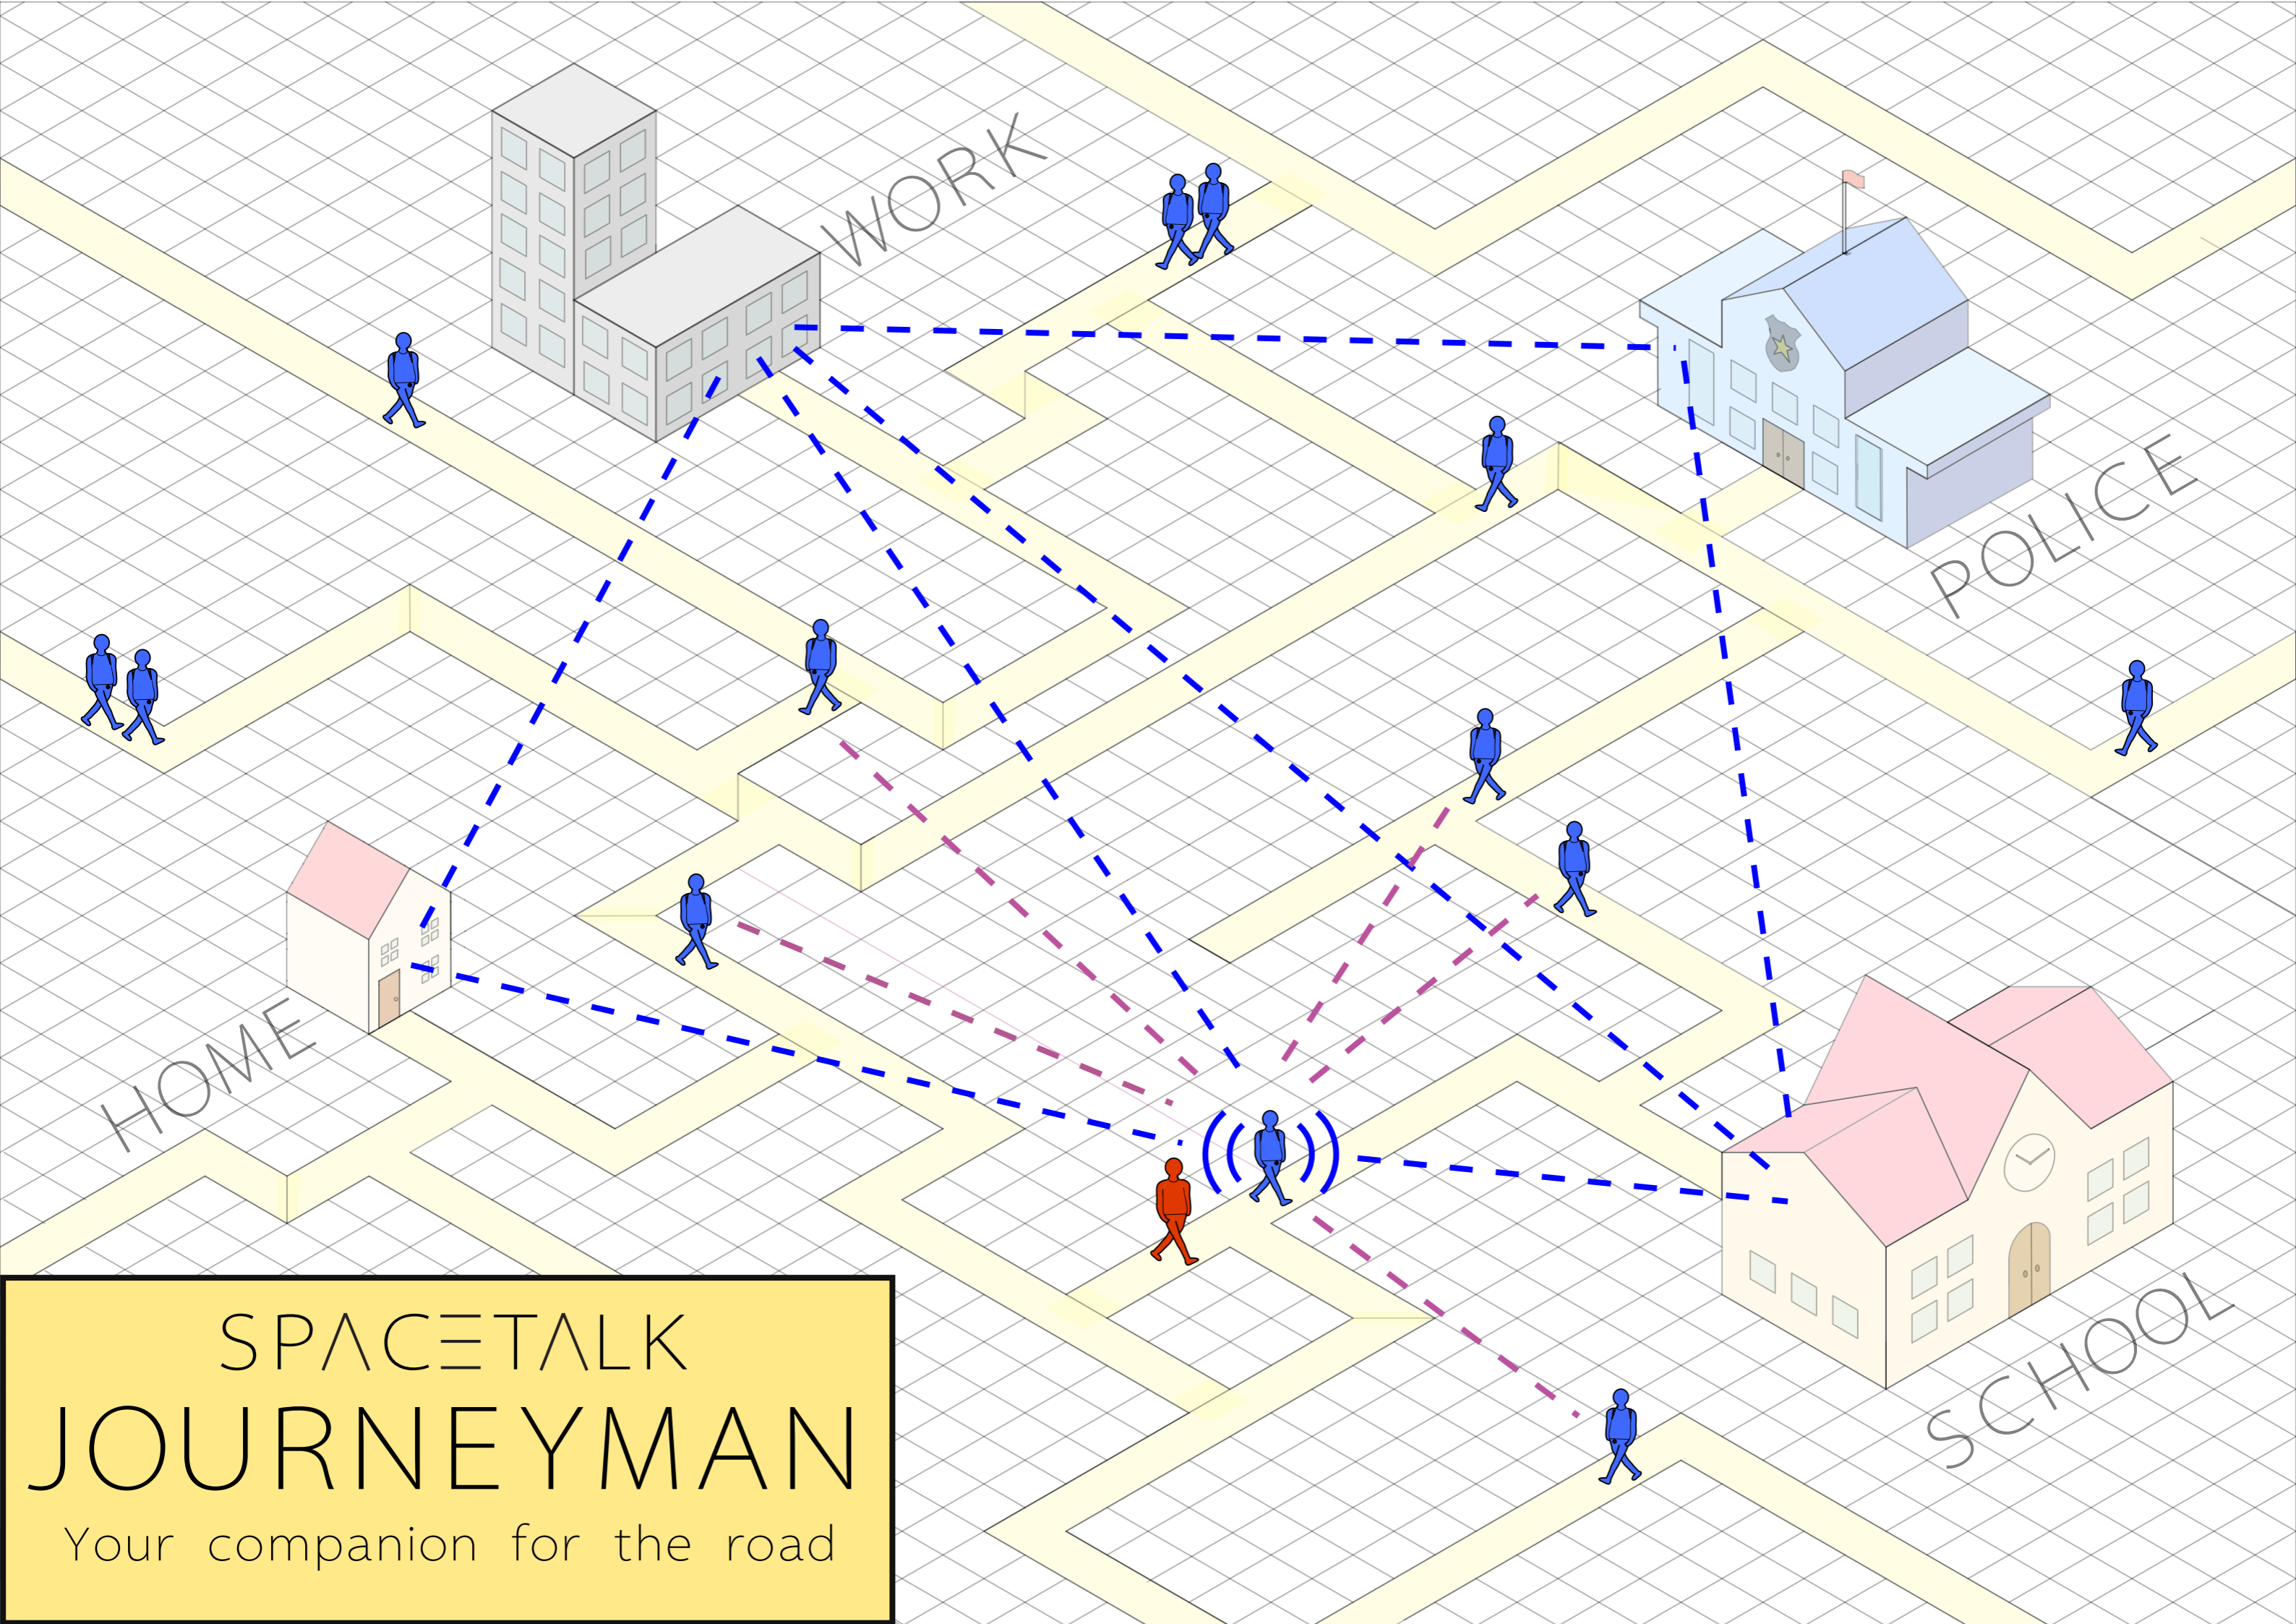 WORK
POLICE
HOME
SCHOOL
SPACETALK
JOURNEYMAN
Your companion for the road